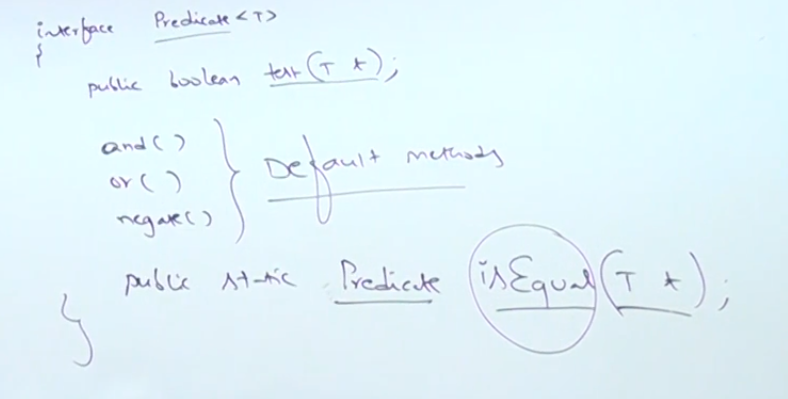 interface Predicate<T>
{
public boolean test(T t);
and()
or()
negate()
} Default methods
public static Predicate isEqual(T t);
}